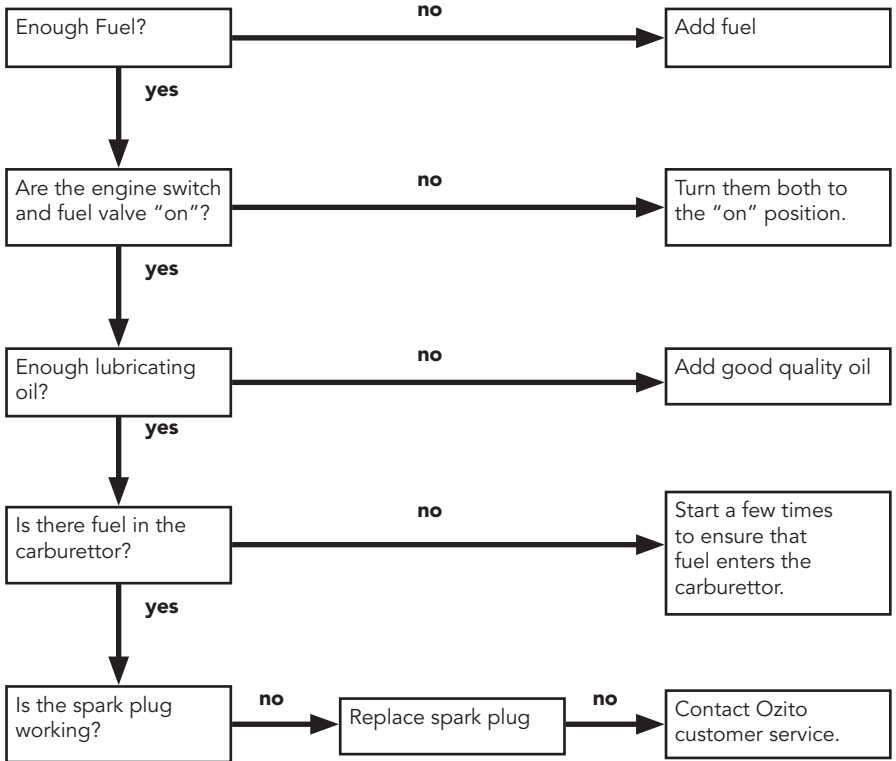 Enough Fuel?
no
Add fuel
yes
Are the engine switch
and fuel valve “on”?
no
Turn them both to
the “on” position.
yes
Enough lubricating
oil?
no
Add good quality oil
yes
Is there fuel in the
carburettor?
no
Start a few times
to ensure that
fuel enters the
carburettor.
yes
Is the spark plug
working?
no
Replace spark plug
no
Contact Ozito
customer service.